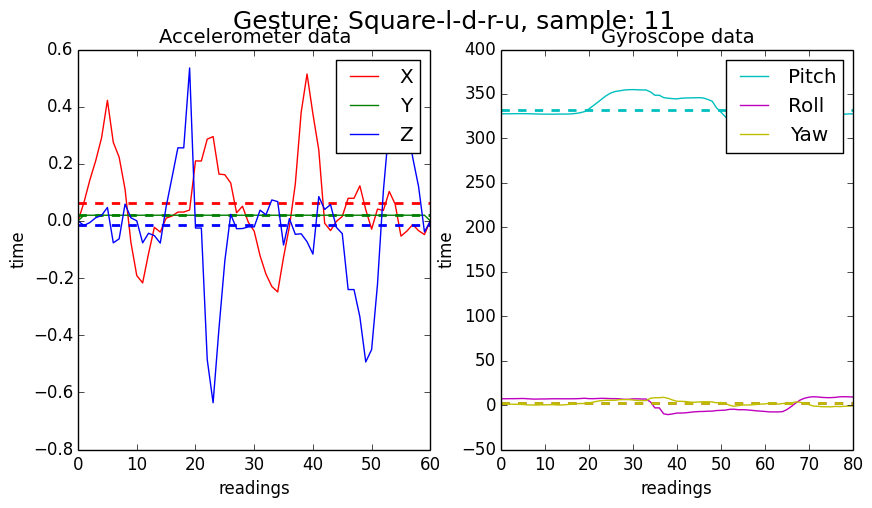 Gesture: Square-l-d-r-u, sample: 11
Accelerometer data
0.6
0.4
0.2
0.0
−0.2
−0.4
−0.6
−0.8
time
0 10 20 30 40 50 60
readings
X
Y
Z
Gyroscope data
400
350
300
250
200
150
100
50
0
−50
time
0 10 20 30 40 50 60 70 80
readings
Pitch
Roll
Yaw